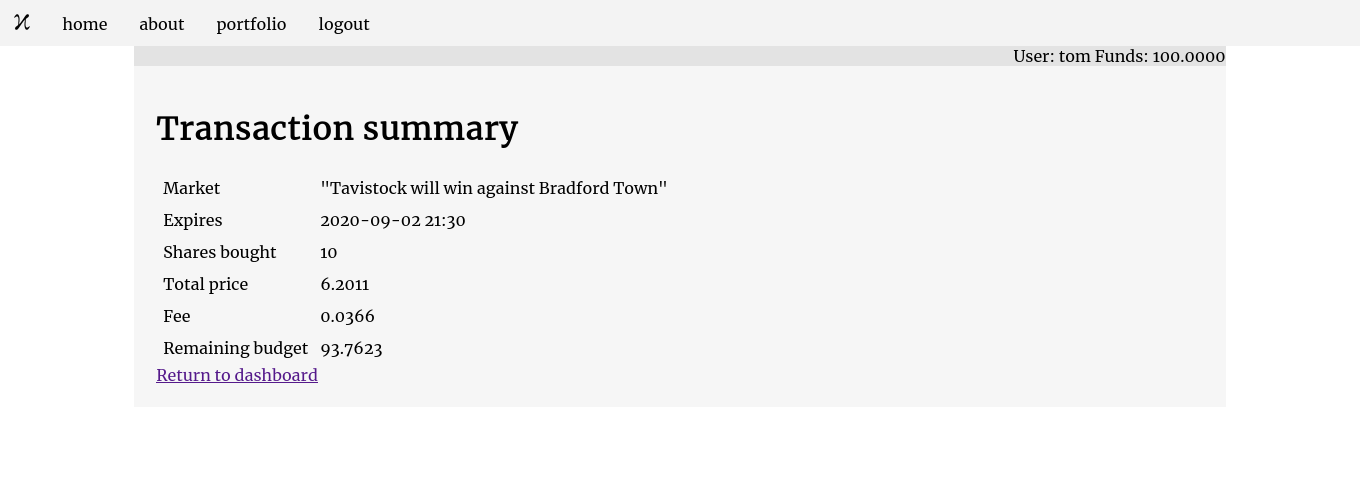 home about portfolio logout
User: tom Funds: 100.0000
Transaction summary
Market "Tavistock will win against Bradford Town"
Expires 2020-09-02 21:30
Shares bought 10
Total price 6.2011
Fee 0.0366
Remaining budget 93.7623
Return to dashboard